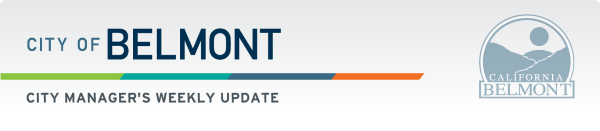 CITY OF BELMONT
CITY MANAGER'S WEEKLY UPDATE
CALIFORNIA
BELMONT